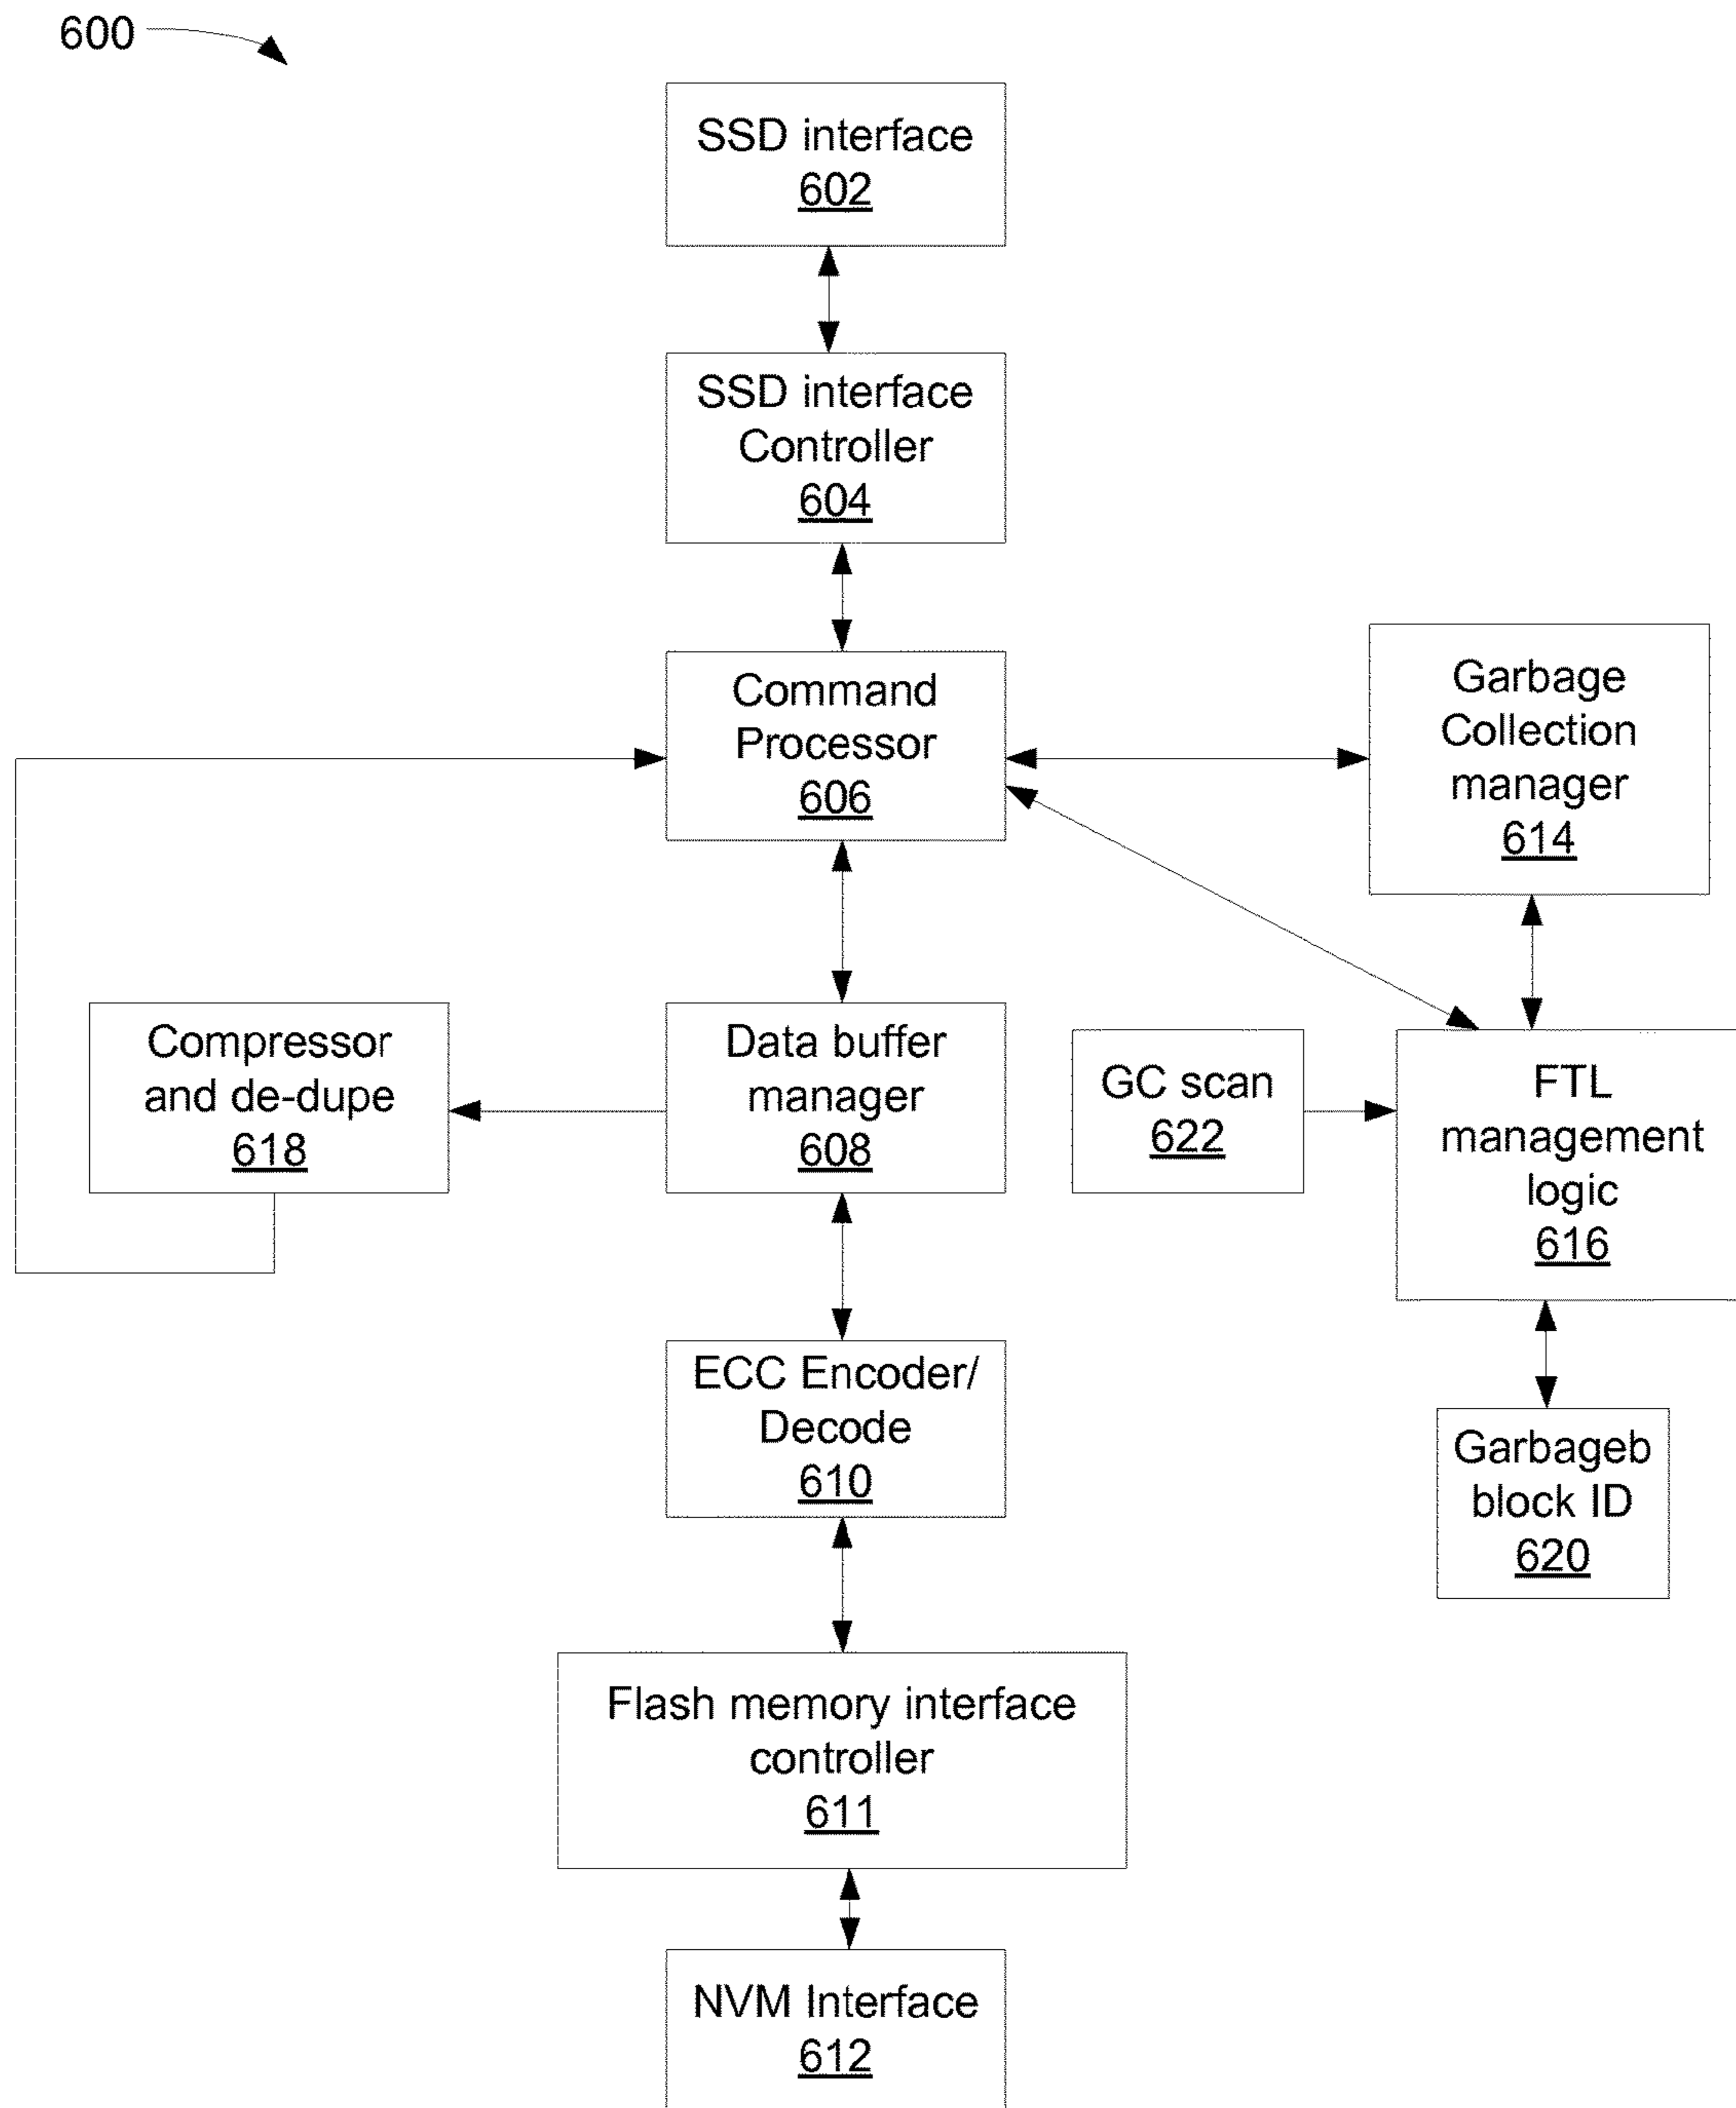 600
SSD interface
602
SSD interface
Controller
604
Command
Processor
606
Garbage
Collection
manager
614
Compressor
and de-dupe
618
Data buffer
manager
608
GC scan
622
FTL
management
logic
616
ECC Encoder/
Decode
610
Garbageb
block ID
620
Flash memory interface
controller
611
NVM Interface
612